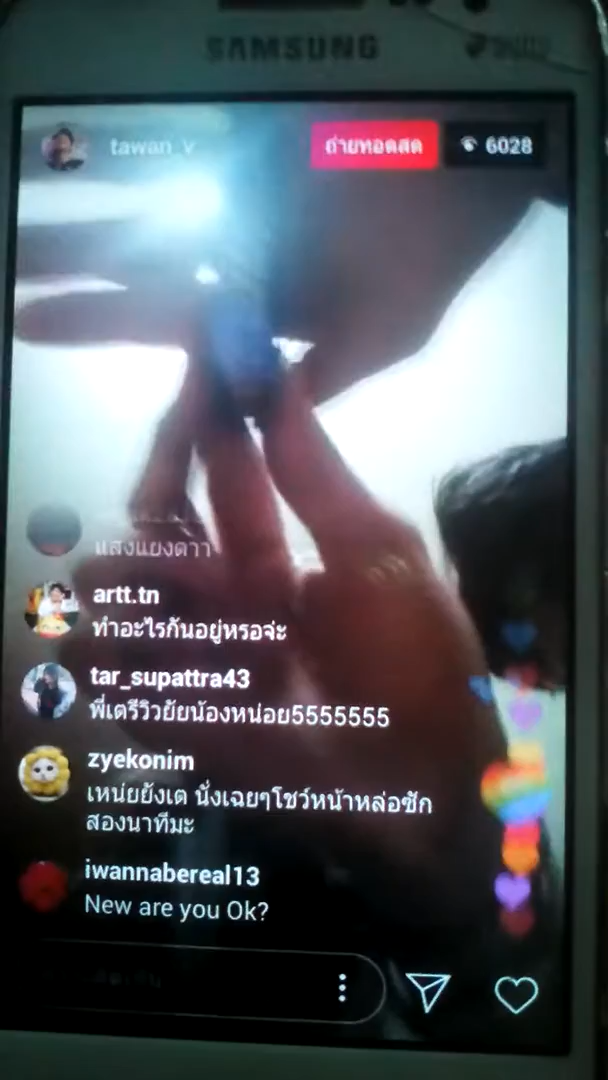 SAMSUNG
tawan_v
ถ่ายทอดสด
6028
แสงแยงตาา
artt.tn
ทำอะไรกันอยู่หรอจ่ะ
tar_supattra43
พี่เตรีวิวยัยน้องหน่อย5555555
zyekonim
เหน่ยยังเต นั่งเฉยๆโชว์หน้าหล่อซัก
สองนาทีมะ
iwannabereal13
New are you Ok?